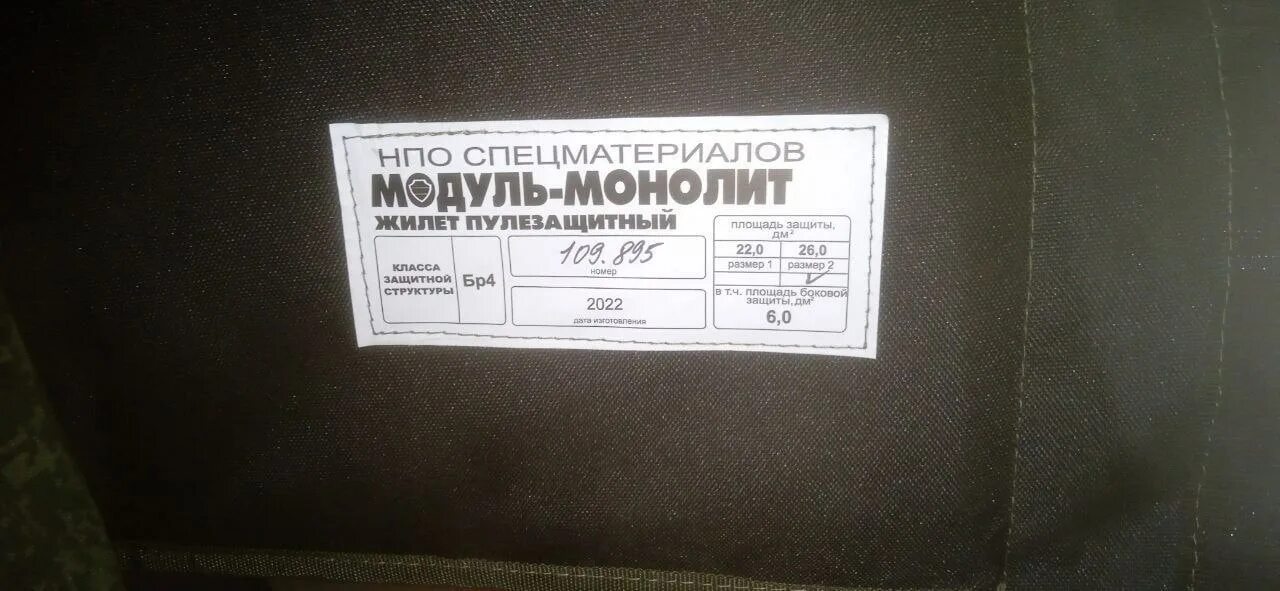 НПО СПЕЦМАТЕРИАЛОВ
МОДУЛЬ-МОНОЛИТ
ЖИЛЕТ ПУЛЕЗАЩИТНЫЙ
КЛАССА
ЗАЩИТНОЙ
СТРУКТУРЫ
Бр4
109.895
номер
2022
дата изготовления
площадь защиты,
дм²
22,0 26,0
размер 1 размер 2
в т.ч. площадь боковой
защиты, дм²
6,0